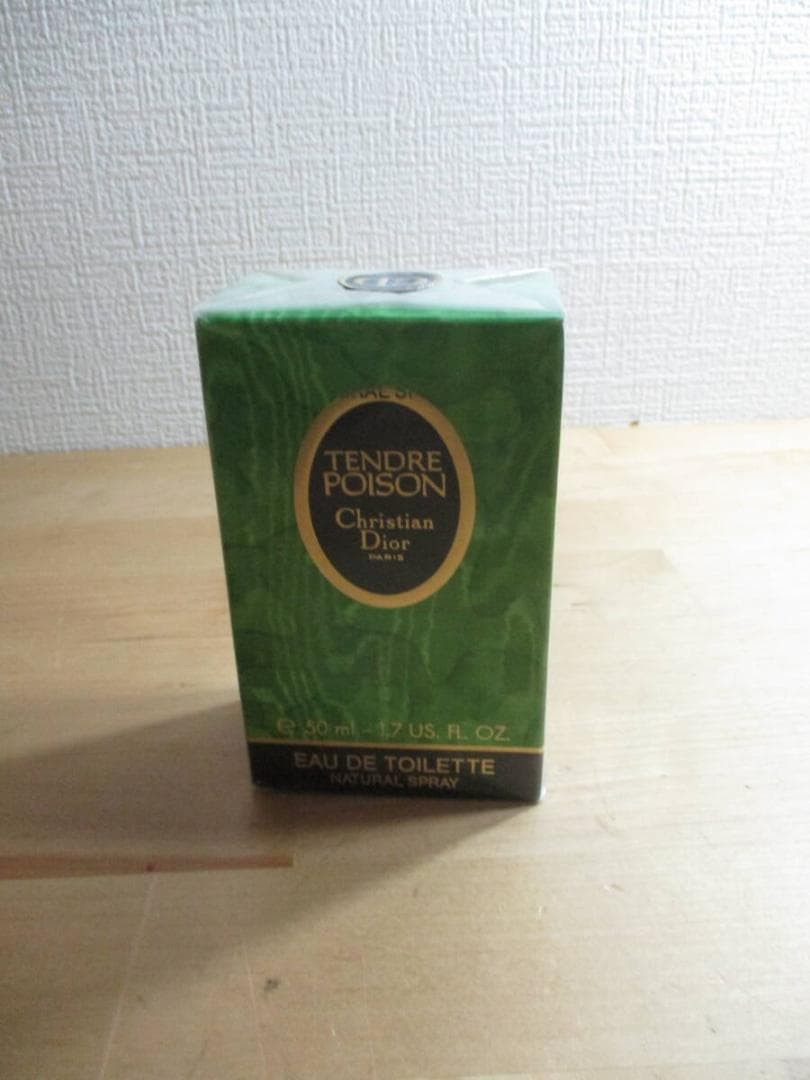 TENDRE
POISON
Christian
Dior
PARIS
℮ 50 ml - 1.7 US. FL. OZ.
EAU DE TOILETTE
NATURAL SPRAY